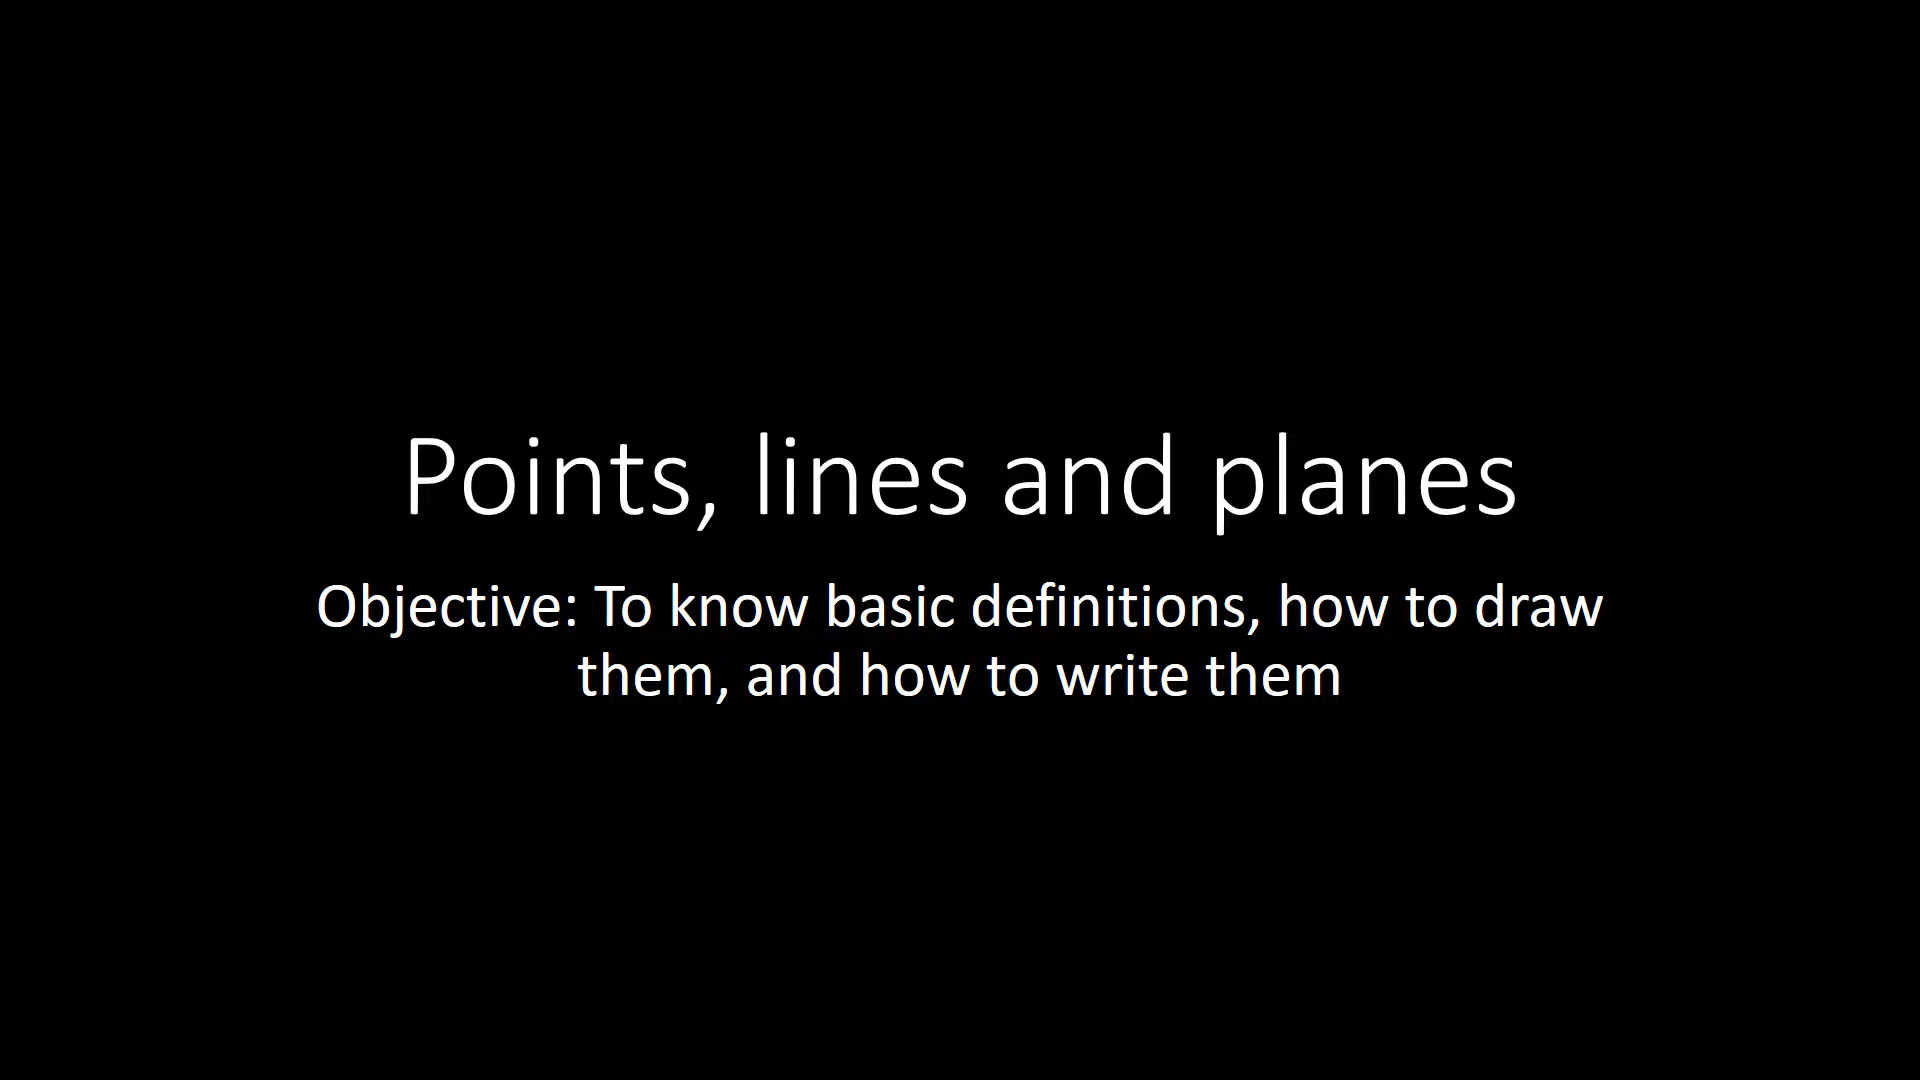 Points, lines and planes
Objective: To know basic definitions, how to draw
them, and how to write them